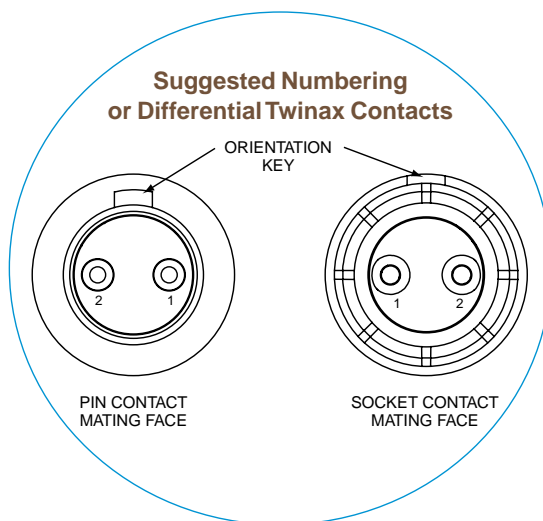 Suggested Numbering
or Differential Twinax Contacts
ORIENTATION
KEY
2 1
1 2
PIN CONTACT
MATING FACE
SOCKET CONTACT
MATING FACE